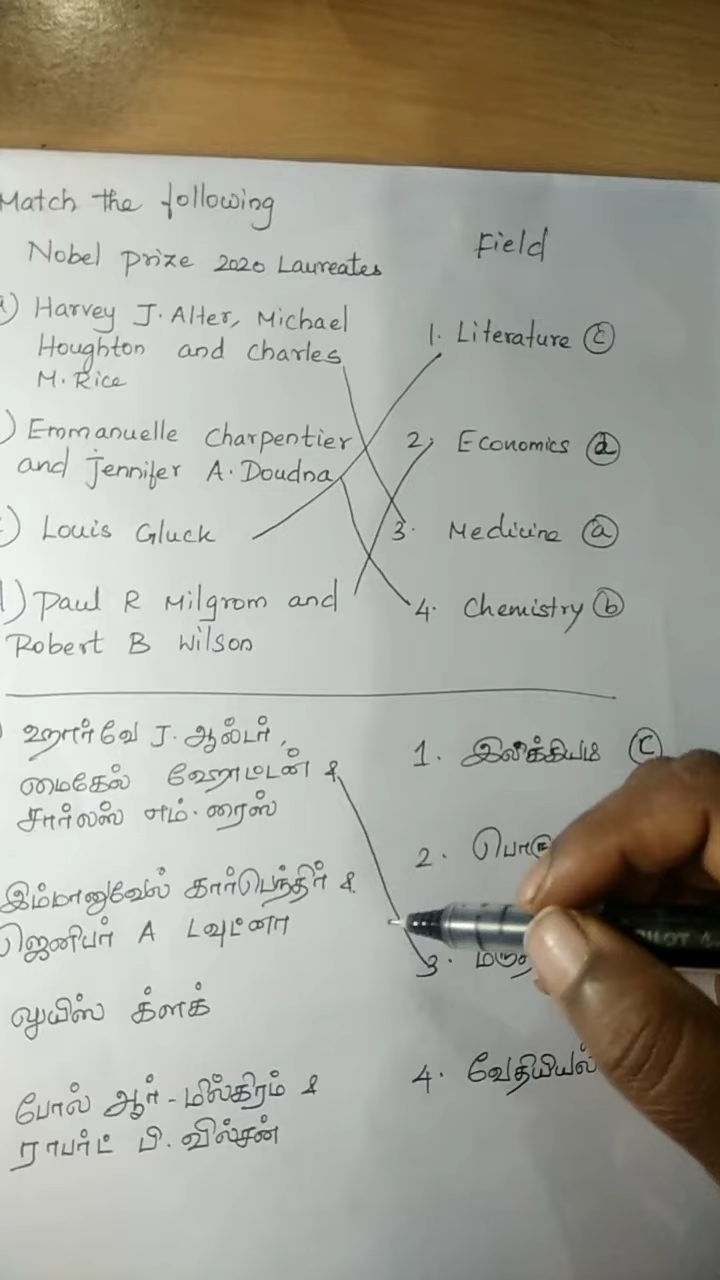 Match the following
Nobel prize 2020 Laureates
Field
a) Harvey J. Alter, Michael
Houghton and Charles
M. Rice
1. Literature c
) Emmanuelle Charpentier
and Jennifer A. Doudna
2. Economics d
) Louis Gluck
3. Medicine a
d) Paul R Milgrom and
Robert B Wilson
4. Chemistry b
ஹார்வே J. ஆல்டர்,
மைகேல் ஹோட்டன் &
சார்லஸ் எம். ரைஸ்
1. இலக்கியம் c
இம்மானுவேல் கார்பெந்திர் &
ஜெனிபர் A டவுட்னா
2. பொரு
லூயிஸ் க்ளக்
3. மருத்
போல் ஆர் - மில்கிரம் &
ராபர்ட் பி. வில்சன்
4. வேதியியல்
PILOT